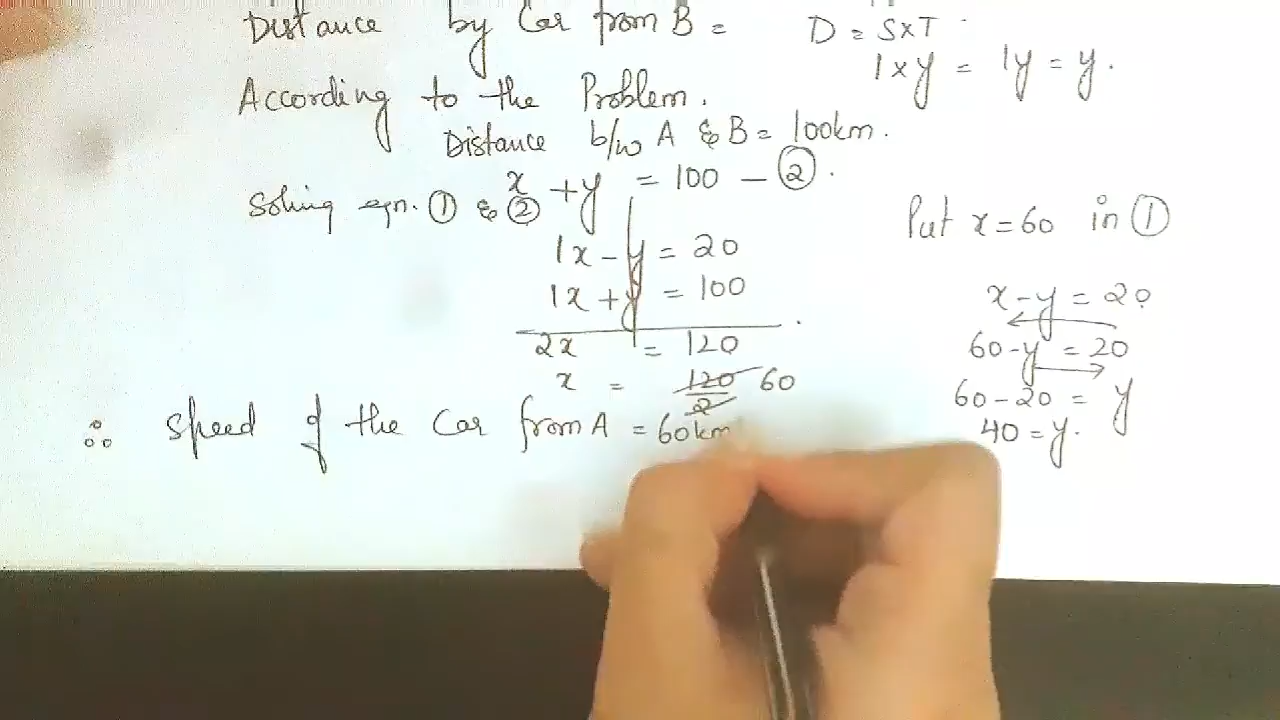 Distance by Car from B = D = S×T
1×y = 1y = y.
According to the Problem.
Distance b/w A & B = 100km.
x + y = 100 — ②.
Solving eqn. ① & ②
1x - y = 20
1x + y = 100
2x = 120
x = 120/2 60
∴ Speed of the Car from A = 60km
Put x = 60 in ①
x - y = 20
60 - y = 20
60 - 20 = y
40 = y.